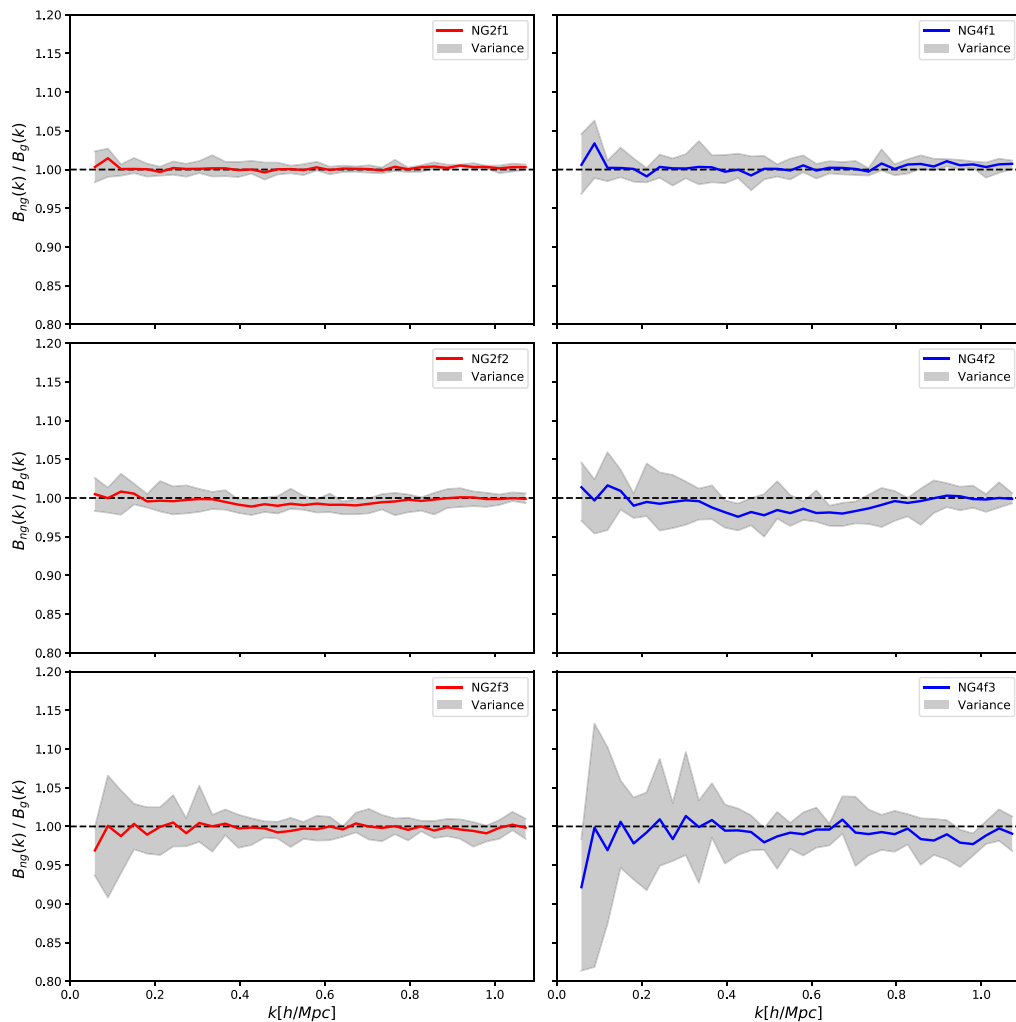 1.20
1.15
1.10
1.05
1.00
0.95
0.90
0.85
0.80
B_ng(k) / B_g(k)
NG2f1
Variance
NG4f1
Variance
1.20
1.15
1.10
1.05
1.00
0.95
0.90
0.85
0.80
B_ng(k) / B_g(k)
NG2f2
Variance
NG4f2
Variance
1.20
1.15
1.10
1.05
1.00
0.95
0.90
0.85
0.80
B_ng(k) / B_g(k)
NG2f3
Variance
NG4f3
Variance
0.0 0.2 0.4 0.6 0.8 1.0
k[h/Mpc]
0.0 0.2 0.4 0.6 0.8 1.0
k[h/Mpc]